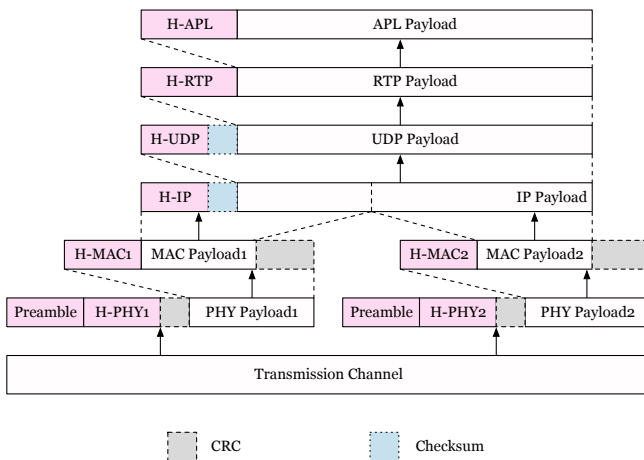 H-APL APL Payload
H-RTP RTP Payload
H-UDP UDP Payload
H-IP IP Payload
H-MAC1 MAC Payload1 H-MAC2 MAC Payload2
Preamble H-PHY1 PHY Payload1 Preamble H-PHY2 PHY Payload2
Transmission Channel
CRC Checksum